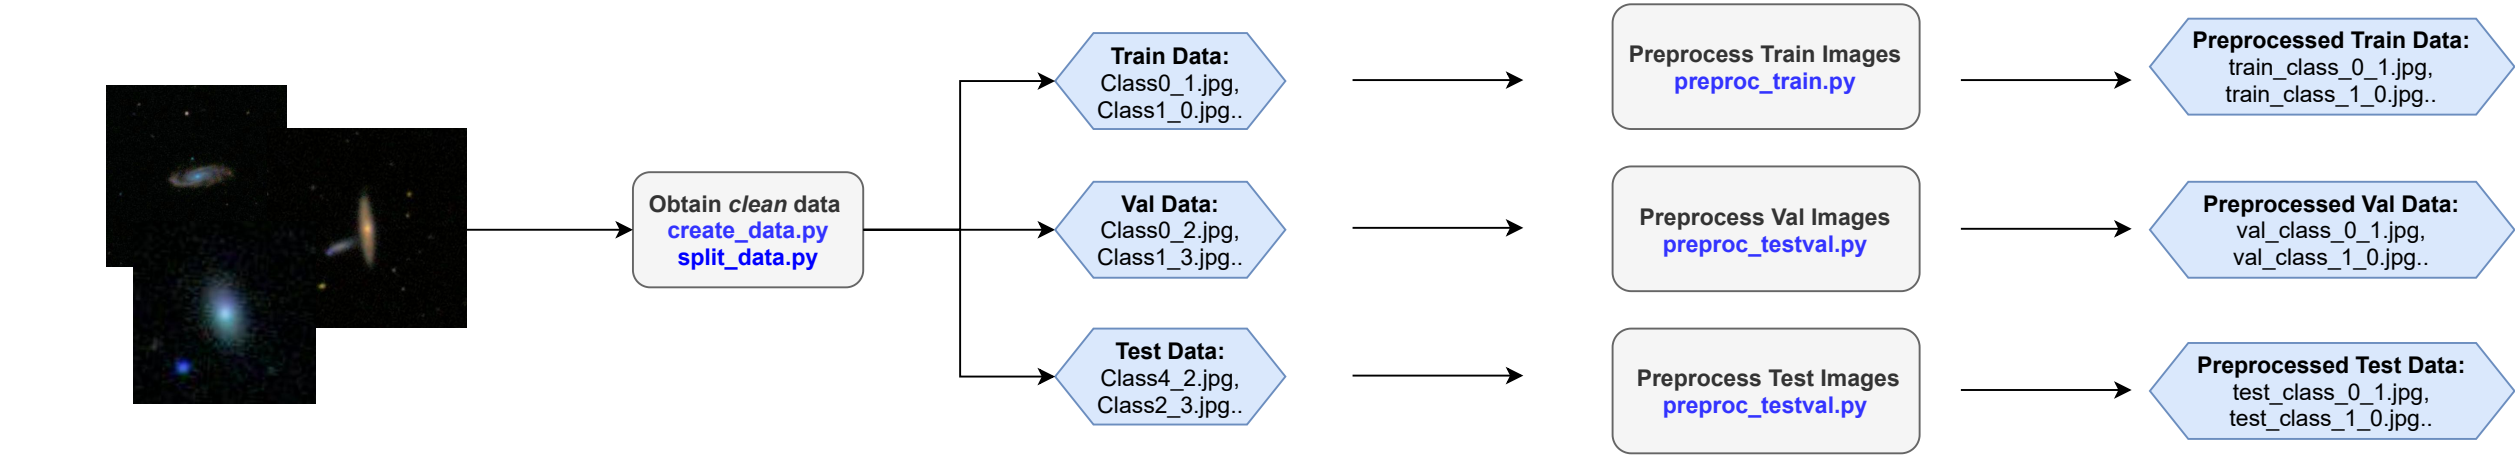 Obtain clean data
create_data.py
split_data.py
Train Data:
Class0_1.jpg,
Class1_0.jpg..
Val Data:
Class0_2.jpg,
Class1_3.jpg..
Test Data:
Class4_2.jpg,
Class2_3.jpg..
Preprocess Train Images
preproc_train.py
Preprocess Val Images
preproc_testval.py
Preprocess Test Images
preproc_testval.py
Preprocessed Train Data:
train_class_0_1.jpg,
train_class_1_0.jpg..
Preprocessed Val Data:
val_class_0_1.jpg,
val_class_1_0.jpg..
Preprocessed Test Data:
test_class_0_1.jpg,
test_class_1_0.jpg..